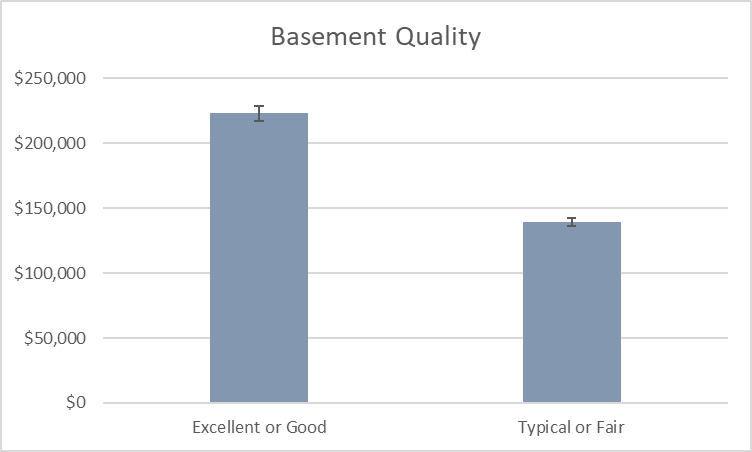 Basement Quality
$250,000
$200,000
$150,000
$100,000
$50,000
$0
Excellent or Good
Typical or Fair